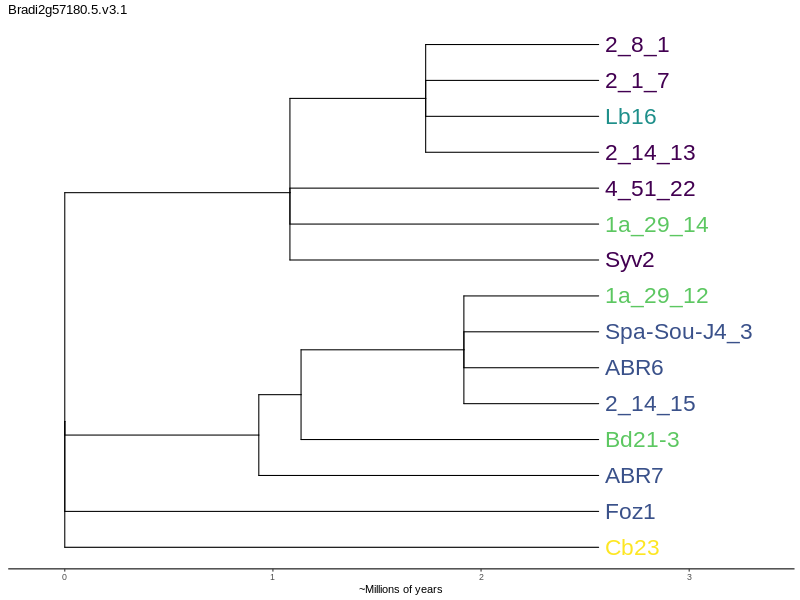 Bradi2g57180.5.v3.1
2_8_1
2_1_7
Lb16
2_14_13
4_51_22
1a_29_14
Syv2
1a_29_12
Spa-Sou-J4_3
ABR6
2_14_15
Bd21-3
ABR7
Foz1
Cb23
0 1 2 3
~Millions of years